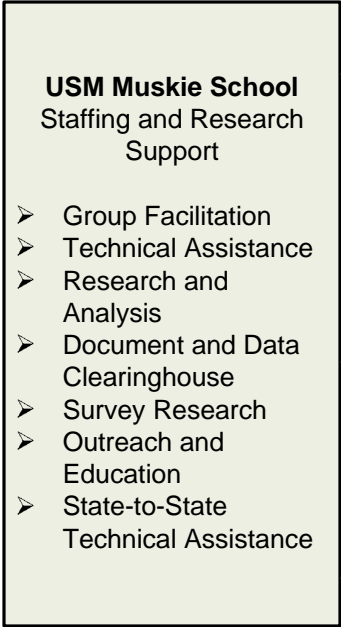 USM Muskie School
Staffing and Research
Support
➢ Group Facilitation
➢ Technical Assistance
➢ Research and
Analysis
➢ Document and Data
Clearinghouse
➢ Survey Research
➢ Outreach and
Education
➢ State-to-State
Technical Assistance